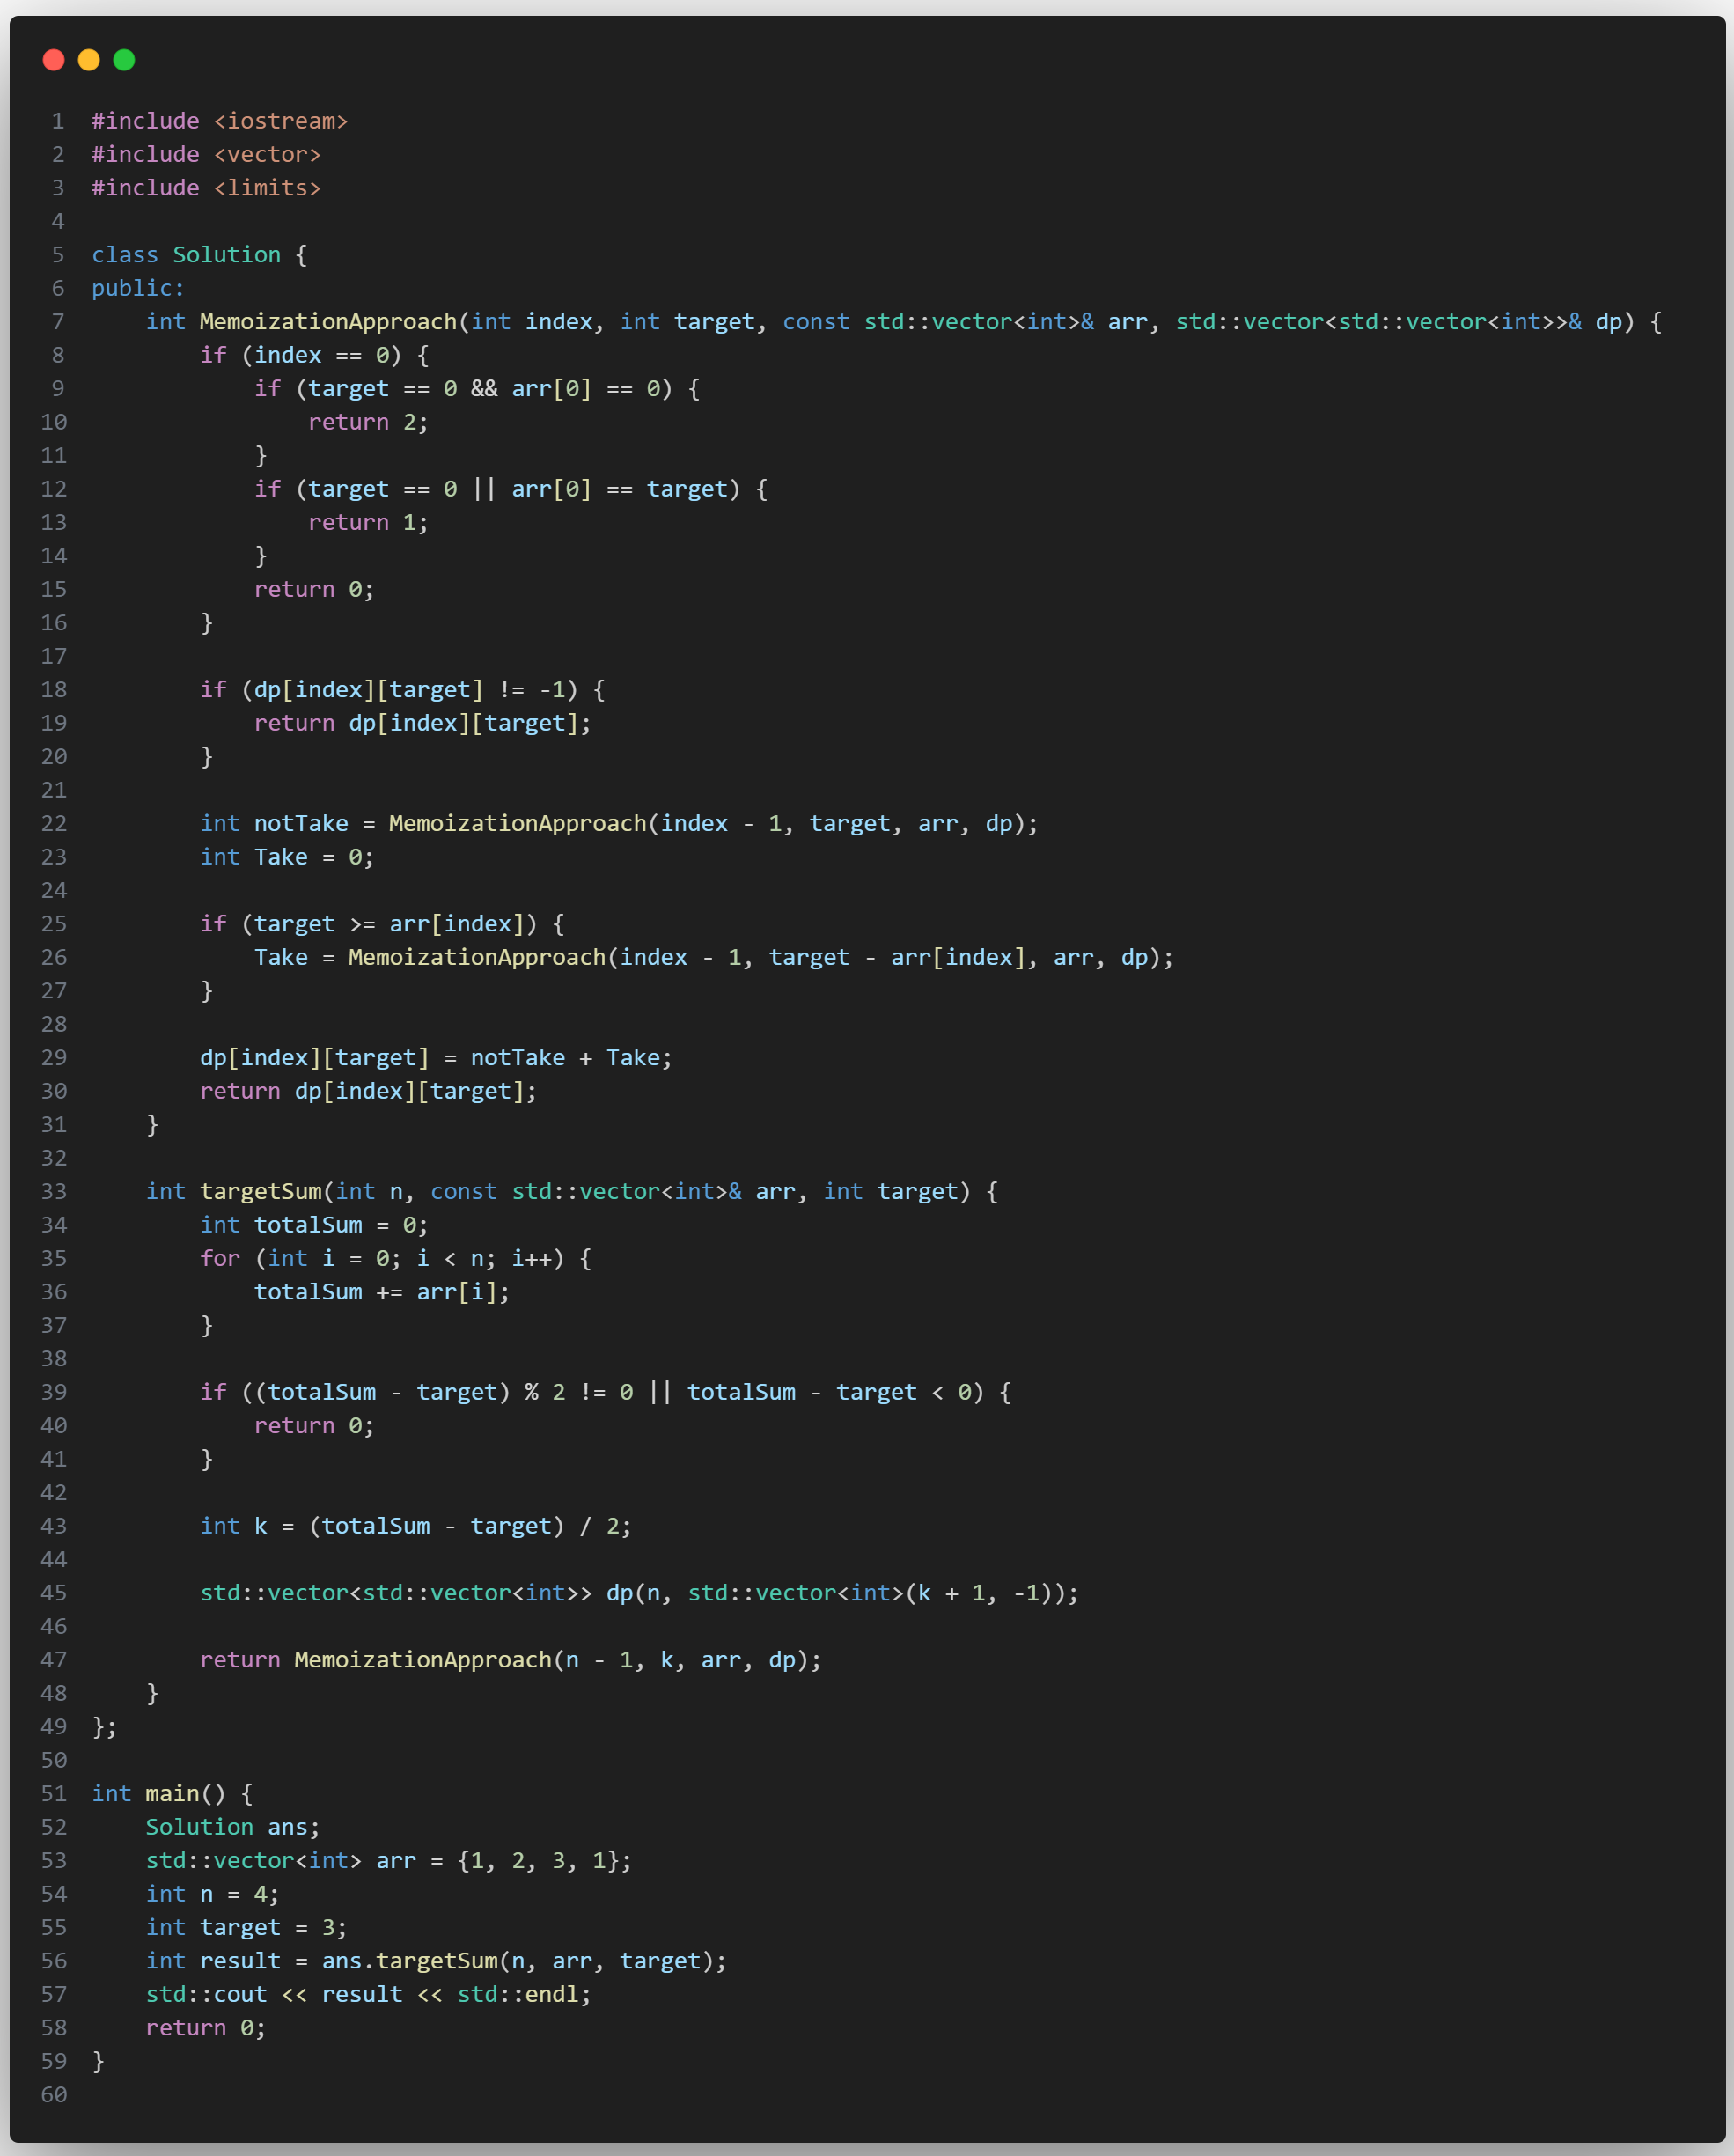 1 #include <iostream>
2 #include <vector>
3 #include <limits>
4
5 class Solution {
6 public:
7     int MemoizationApproach(int index, int target, const std::vector<int>& arr, std::vector<std::vector<int>>& dp) {
8         if (index == 0) {
9             if (target == 0 && arr[0] == 0) {
10                 return 2;
11             }
12             if (target == 0 || arr[0] == target) {
13                 return 1;
14             }
15             return 0;
16         }
17
18         if (dp[index][target] != -1) {
19             return dp[index][target];
20         }
21
22         int notTake = MemoizationApproach(index - 1, target, arr, dp);
23         int Take = 0;
24
25         if (target >= arr[index]) {
26             Take = MemoizationApproach(index - 1, target - arr[index], arr, dp);
27         }
28
29         dp[index][target] = notTake + Take;
30         return dp[index][target];
31     }
32
33     int targetSum(int n, const std::vector<int>& arr, int target) {
34         int totalSum = 0;
35         for (int i = 0; i < n; i++) {
36             totalSum += arr[i];
37         }
38
39         if ((totalSum - target) % 2 != 0 || totalSum - target < 0) {
40             return 0;
41         }
42
43         int k = (totalSum - target) / 2;
44
45         std::vector<std::vector<int>> dp(n, std::vector<int>(k + 1, -1));
46
47         return MemoizationApproach(n - 1, k, arr, dp);
48     }
49 };
50
51 int main() {
52     Solution ans;
53     std::vector<int> arr = {1, 2, 3, 1};
54     int n = 4;
55     int target = 3;
56     int result = ans.targetSum(n, arr, target);
57     std::cout << result << std::endl;
58     return 0;
59 }
60